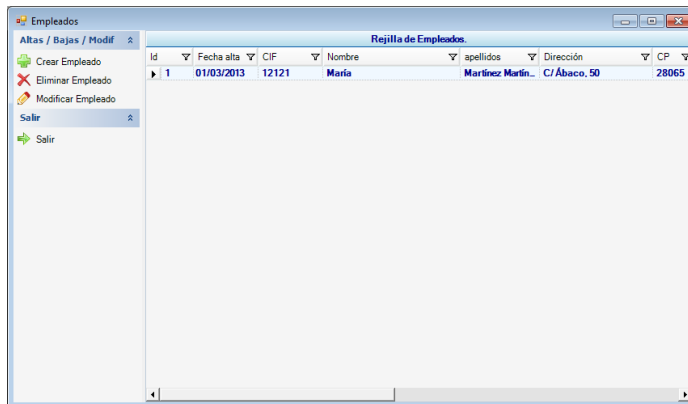 Empleados
Altas / Bajas / Modif
Crear Empleado
Eliminar Empleado
Modificar Empleado
Salir
Salir
Rejilla de Empleados.
Id Fecha alta CIF Nombre apellidos Dirección CP
1 01/03/2013 12121 María Martínez Martín... C/ Ábaco, 50 28065